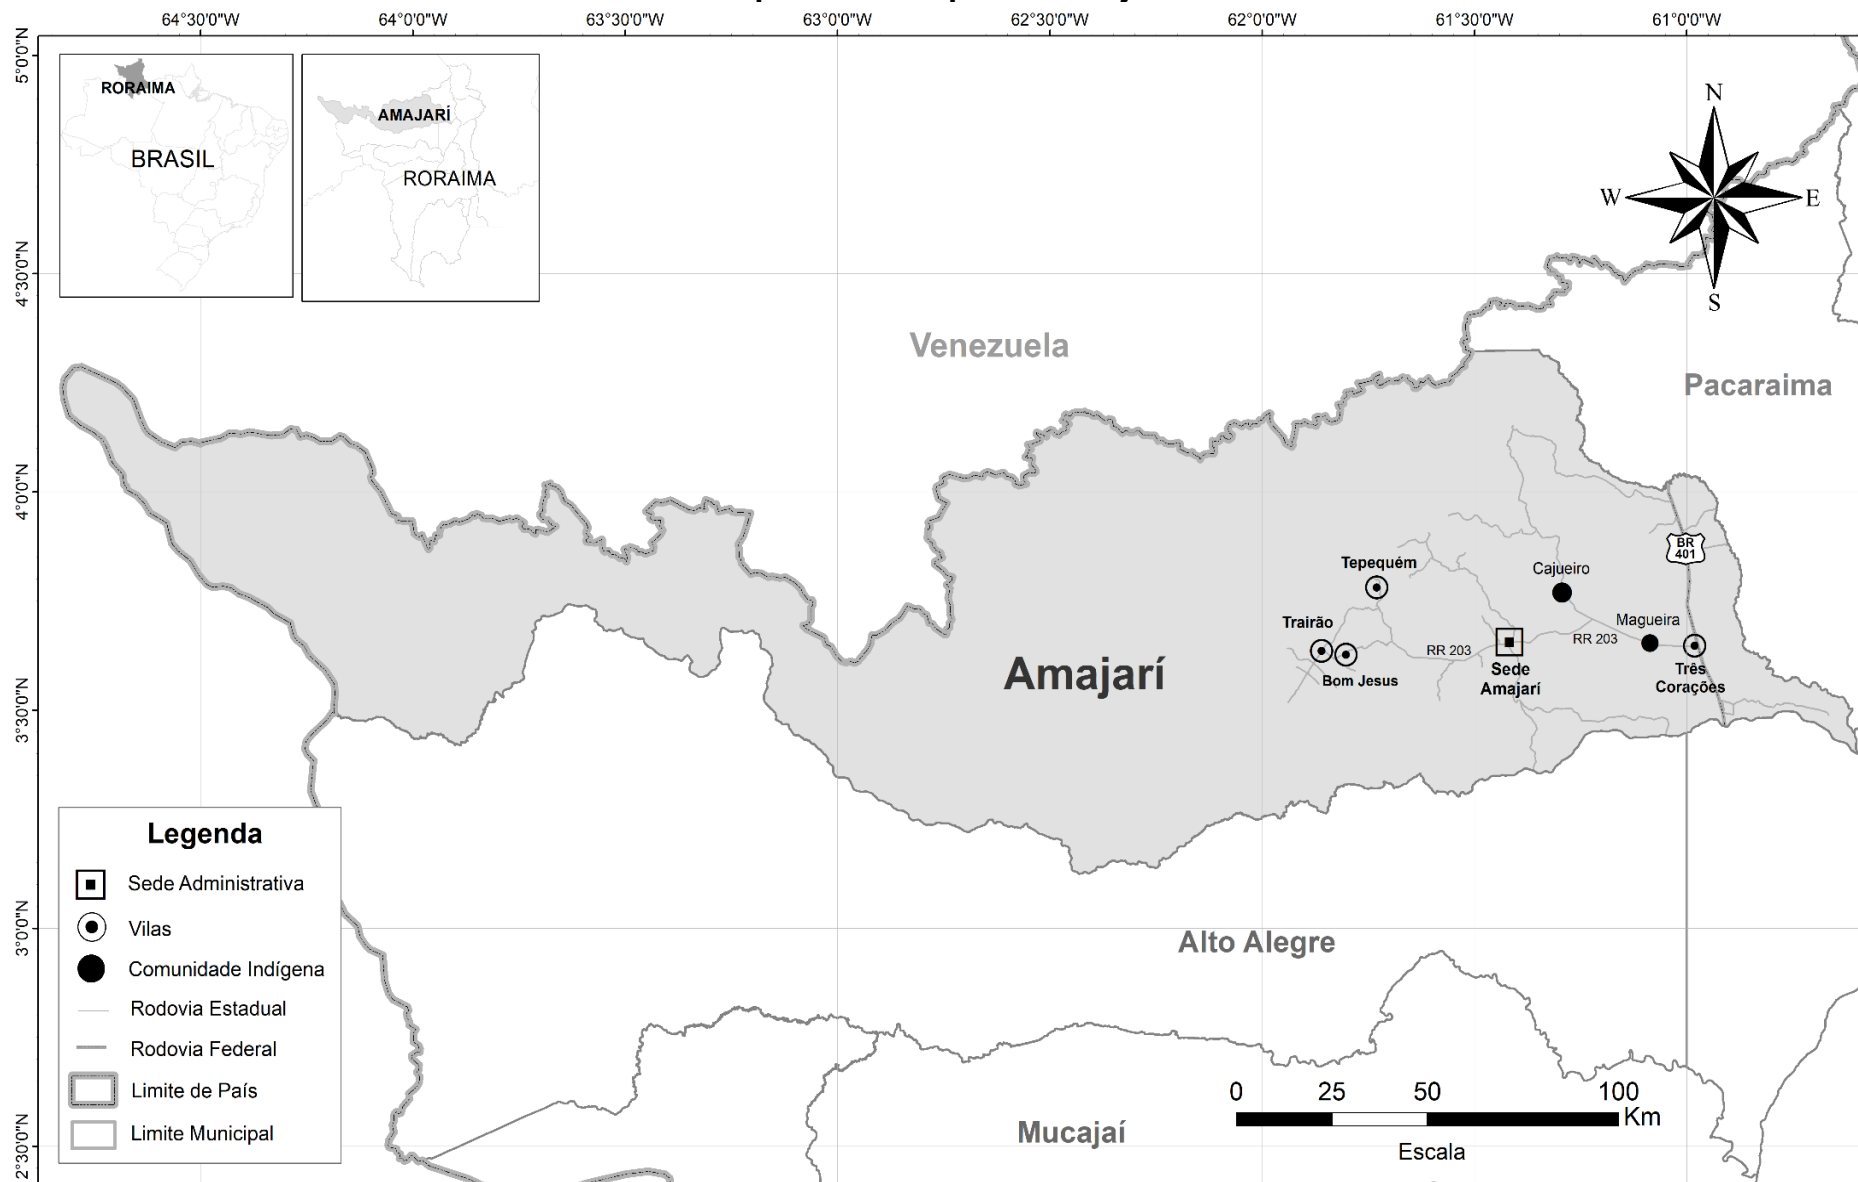 64°30'0"W
64°0'0"W
63°30'0"W
63°0'0"W
62°30'0"W
62°0'0"W
61°30'0"W
61°0'0"W
5°0'0"N
4°30'0"N
4°0'0"N
3°30'0"N
3°0'0"N
2°30'0"N
RORAIMA
BRASIL
AMAJARÍ
RORAIMA
N
W
E
S
Venezuela
Pacaraima
BR
401
Tepequém
Cajueiro
Trairão
Magueira
RR 203
RR 203
Bom Jesus
Sede
Amajarí
Três
Corações
Amajarí
Alto Alegre
Mucajaí
Legenda
Sede Administrativa
Vilas
Comunidade Indígena
Rodovia Estadual
Rodovia Federal
Limite de País
Limite Municipal
0 25 50 100
Km
Escala